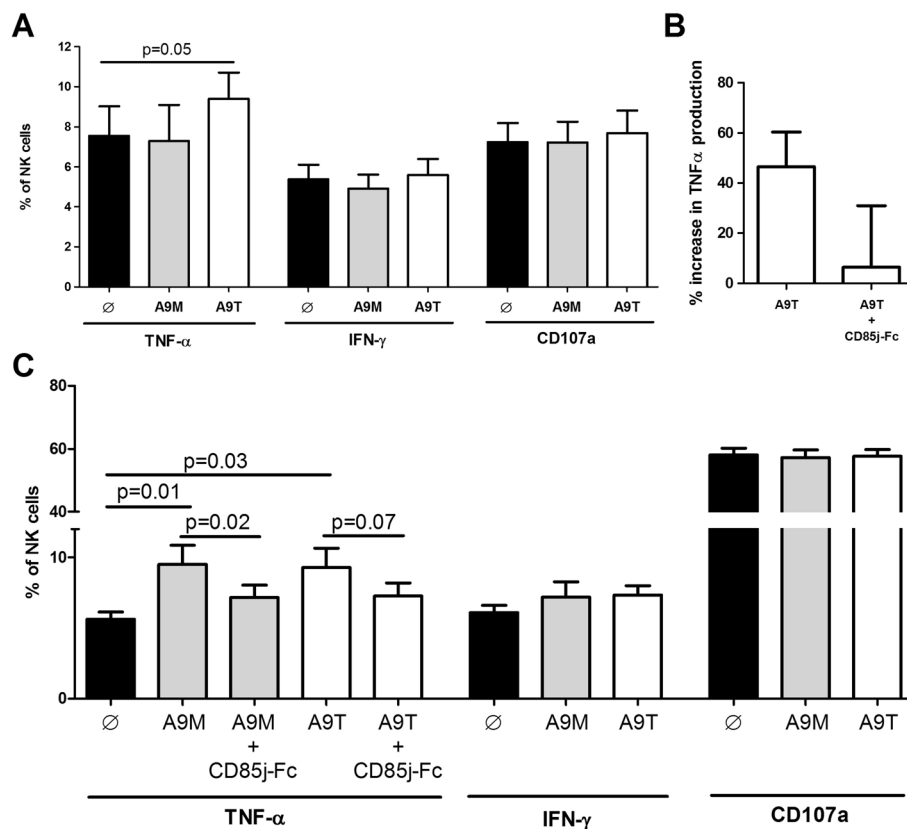 A
p=0.05
12
10
8
6
4
2
0
% of NK cells
∅ A9M A9T ∅ A9M A9T ∅ A9M A9T
TNF-α IFN-γ CD107a
B
80
60
40
20
0
% increase in TNFα production
A9T A9T
+
CD85j-Fc
C
80
60
40
10
0
% of NK cells
p=0.03
p=0.01
p=0.02 p=0.07
∅ A9M A9M A9T A9T ∅ A9M A9T ∅ A9M A9T
+ +
CD85j-Fc CD85j-Fc
TNF-α IFN-γ CD107a